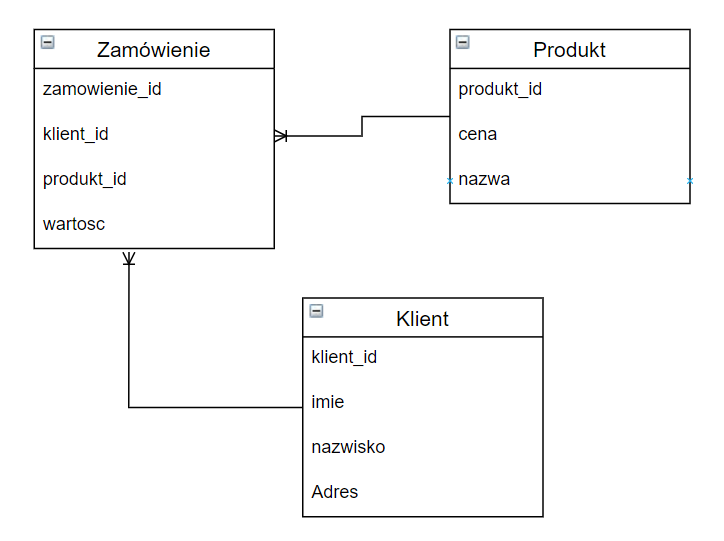 Zamówienie
zamowienie_id
klient_id
produkt_id
wartosc
Produkt
produkt_id
cena
nazwa
Klient
klient_id
imie
nazwisko
Adres